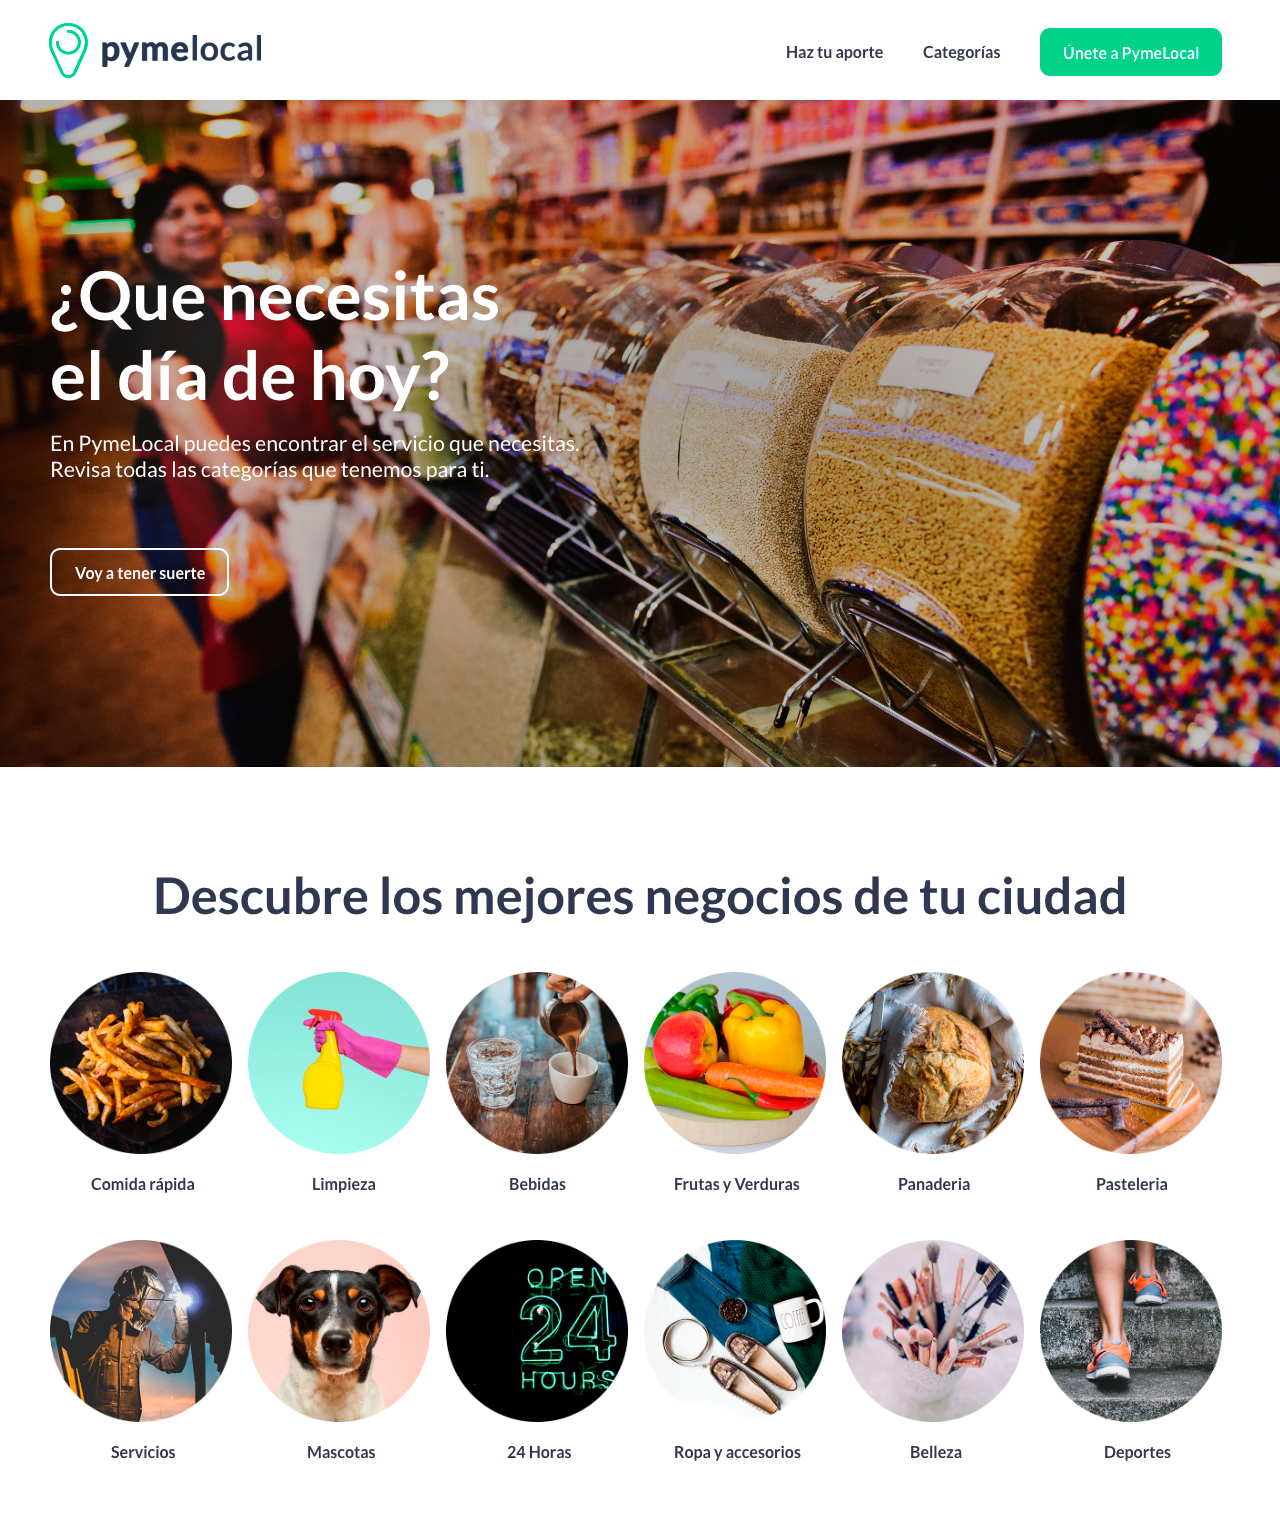 pymelocal
Haz tu aporte
Categorías
Únete a PymeLocal
¿Que necesitas
el día de hoy?
En PymeLocal puedes encontrar el servicio que necesitas.
Revisa todas las categorías que tenemos para ti.
Voy a tener suerte
Descubre los mejores negocios de tu ciudad
Comida rápida
Limpieza
Bebidas
Frutas y Verduras
Panaderia
Pasteleria
OPEN
24
HOURS
COFFEE
Servicios
Mascotas
24 Horas
Ropa y accesorios
Belleza
Deportes